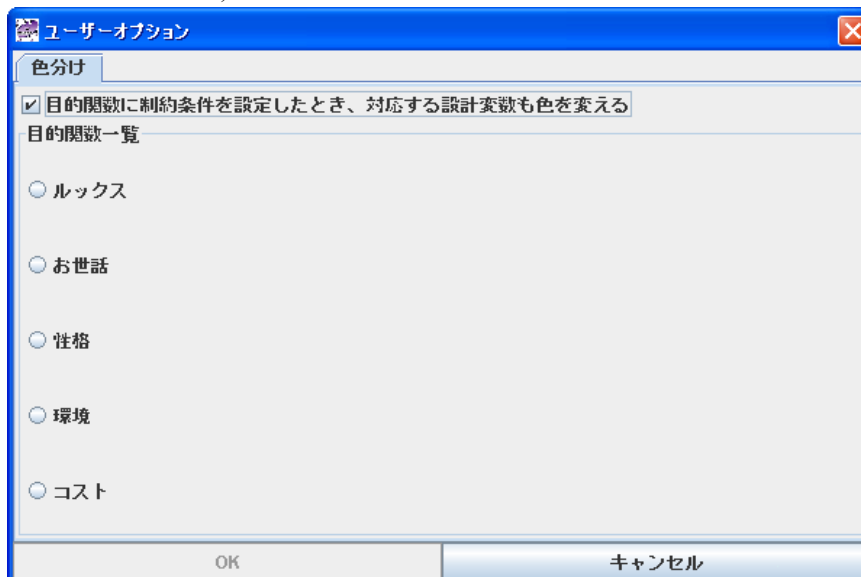 ユーザーオプション
色分け
目的関数に制約条件を設定したとき、対応する設計変数も色を変える
目的関数一覧
ルックス
お世話
性格
環境
コスト
OK キャンセル